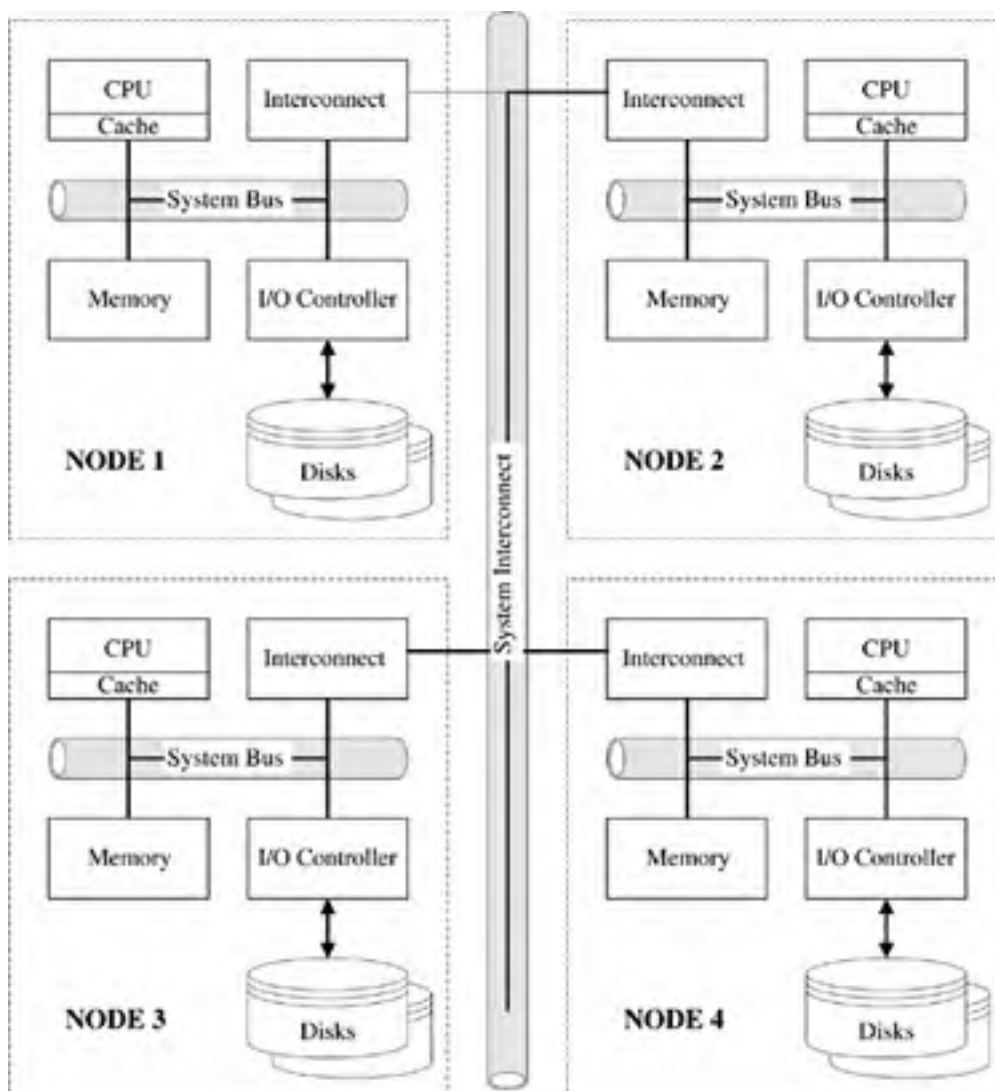 CPU
Cache
Interconnect
System Bus
Memory
I/O Controller
Disks
NODE 1
Interconnect
CPU
Cache
System Bus
Memory
I/O Controller
Disks
NODE 2
System Interconnect
CPU
Cache
Interconnect
System Bus
Memory
I/O Controller
Disks
NODE 3
Interconnect
CPU
Cache
System Bus
Memory
I/O Controller
Disks
NODE 4